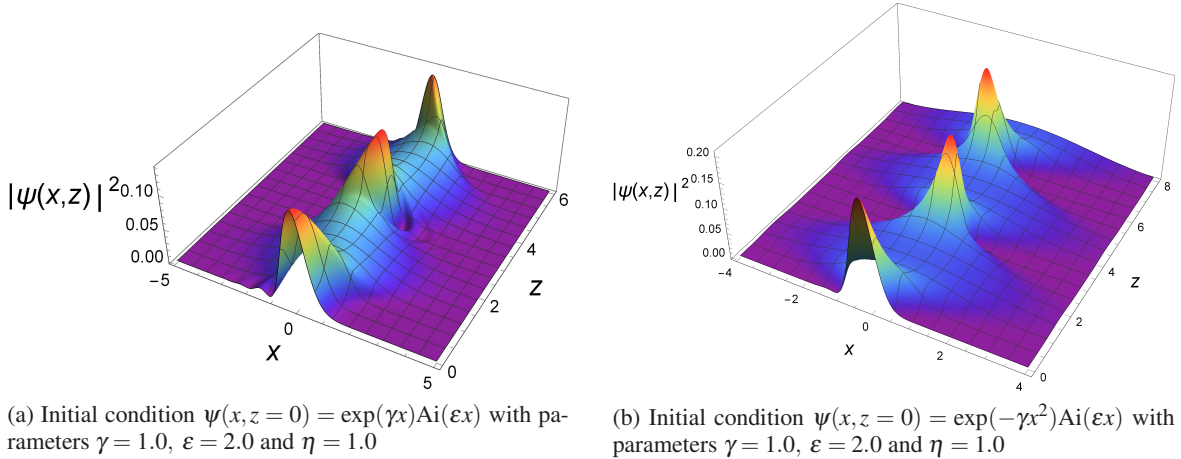 |ψ(x,z)|²
0.10
0.05
0.00
−5
0
5
x
0
2
4
6
z
|ψ(x,z)|²
0.20
0.15
0.10
0.05
0.00
−4
−2
0
2
4
x
0
2
4
6
8
z
(a) Initial condition ψ(x,z = 0) = exp(γx)Ai(εx) with pa-
rameters γ = 1.0, ε = 2.0 and η = 1.0
(b) Initial condition ψ(x,z = 0) = exp(−γx²)Ai(εx) with
parameters γ = 1.0, ε = 2.0 and η = 1.0